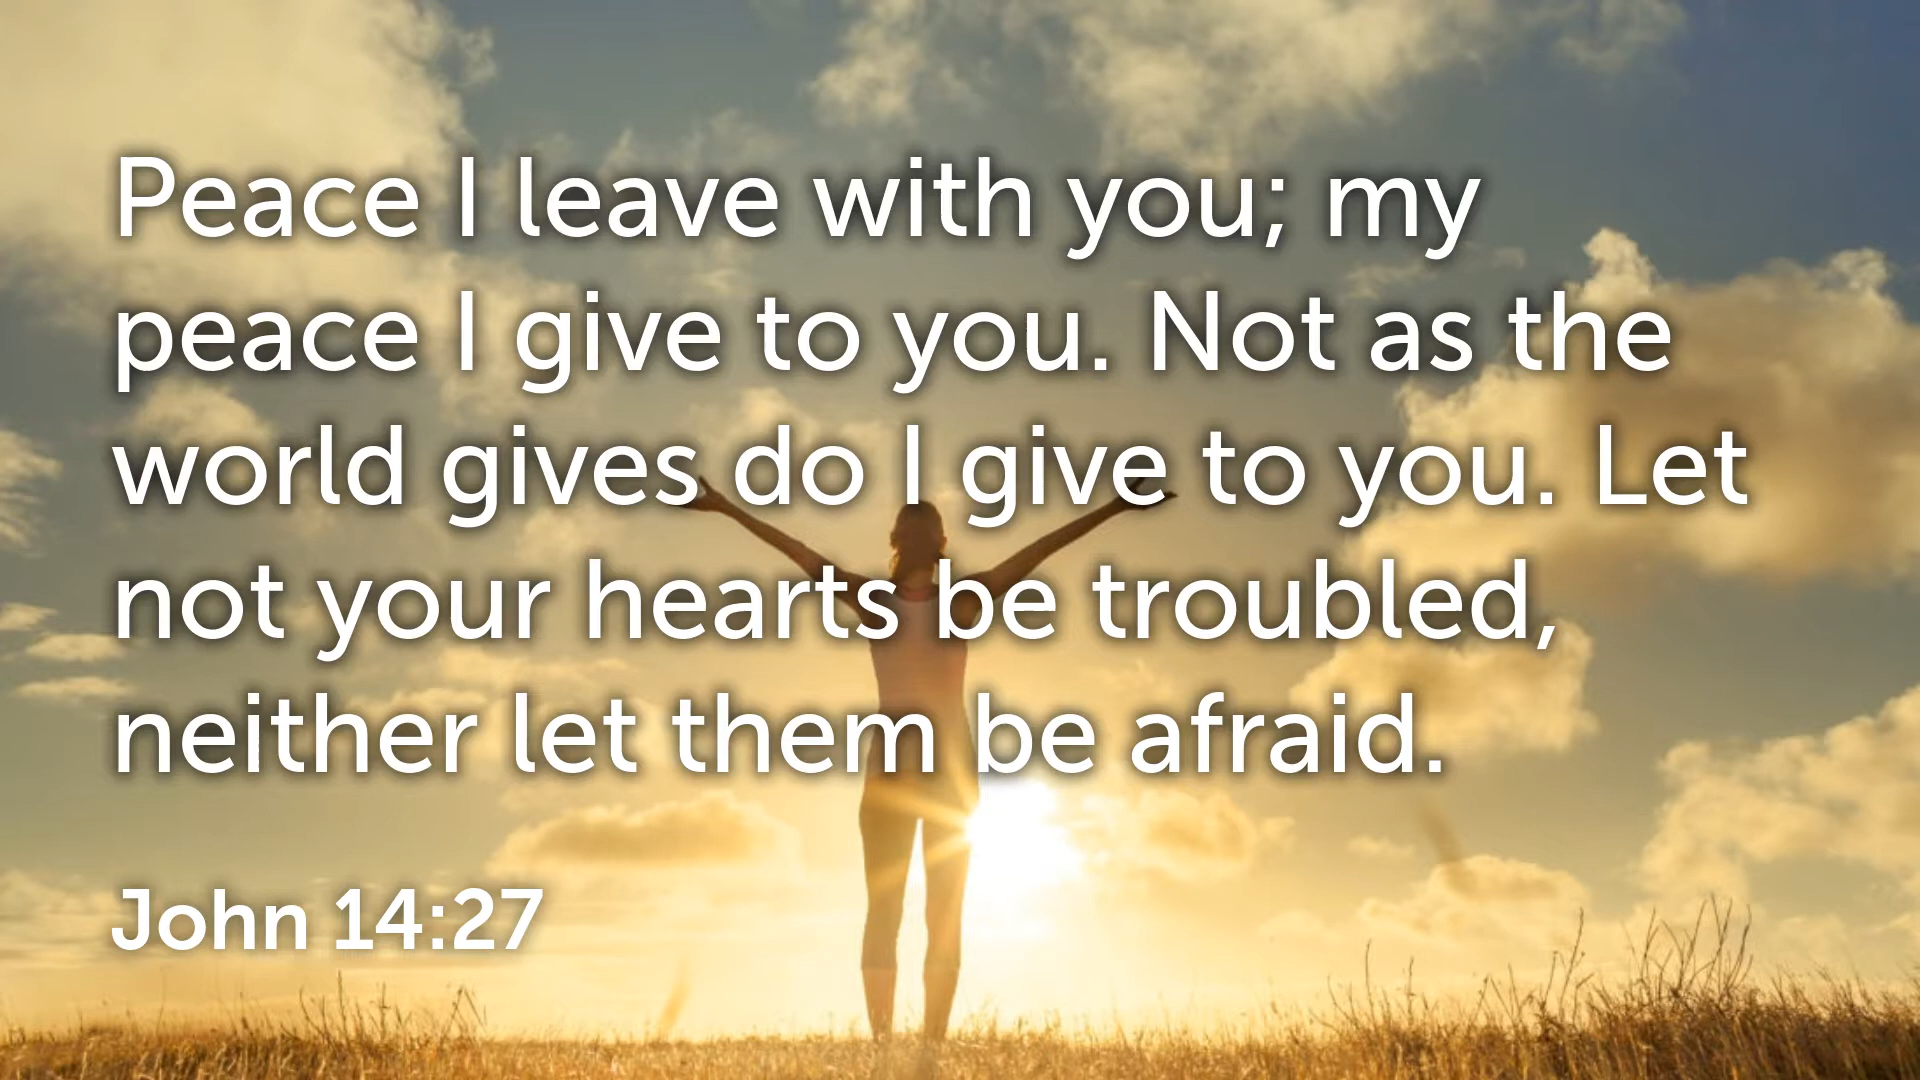 Peace I leave with you; my
peace I give to you. Not as the
world gives do I give to you. Let
not your hearts be troubled,
neither let them be afraid.
John 14:27